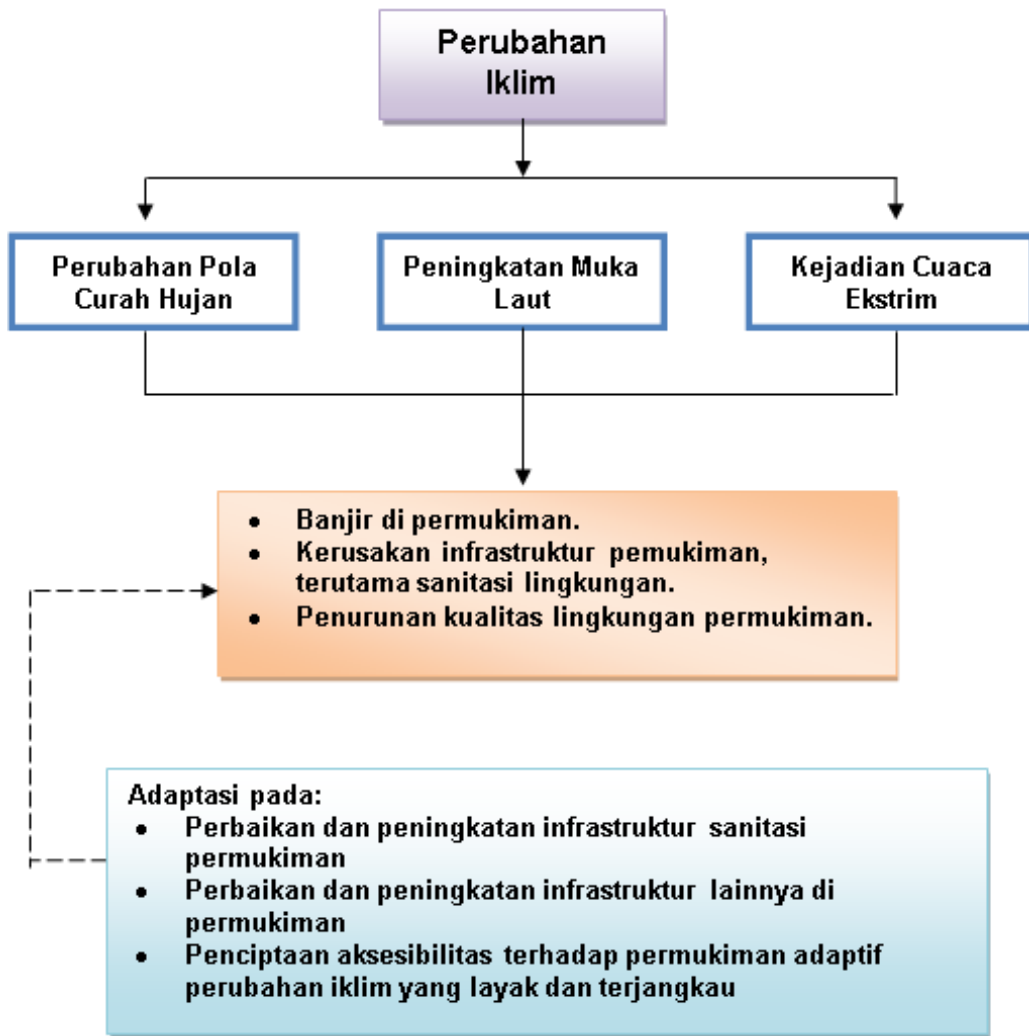 Perubahan
Iklim
Perubahan Pola
Curah Hujan
Peningkatan Muka
Laut
Kejadian Cuaca
Ekstrim
• Banjir di permukiman.
• Kerusakan infrastruktur pemukiman,
terutama sanitasi lingkungan.
• Penurunan kualitas lingkungan permukiman.
Adaptasi pada:
• Perbaikan dan peningkatan infrastruktur sanitasi
permukiman
• Perbaikan dan peningkatan infrastruktur lainnya di
permukiman
• Penciptaan aksesibilitas terhadap permukiman adaptif
perubahan iklim yang layak dan terjangkau